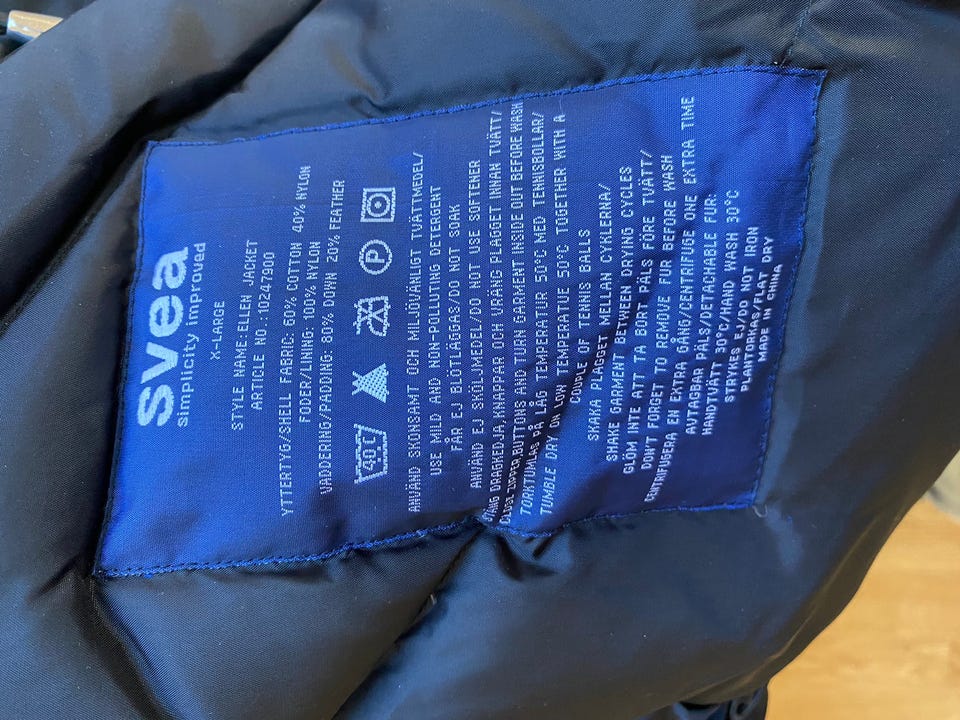 svea
simplicity improved
X-LARGE
STYLE NAME:ELLEN JACKET
ARTICLE NO.:10247900
YTTERTYG/SHELL FABRIC: 60% COTTON 40% NYLON
FODER/LINING: 100% NYLON
VADDERING/PADDING: 80% DOWN 20% FEATHER
40°C P
ANVÄND SKONSAMT OCH MILJÖVÄNLIGT TVÄTTMEDEL/
USE MILD AND NON-POLLUTING DETERGENT
FÅR EJ BLÖTLÄGGAS/DO NOT SOAK
ANVÄND EJ SKÖLJMEDEL/DO NOT USE SOFTENER
STÄNG DRAGKEDJA,KNAPPAR OCH VRÄNG PLAGGET INNAN TVÄTT/
CLOSE ZIPPER,BUTTONS AND TURN GARMENT INSIDE OUT BEFORE WASH
TORKTUMLAS PÅ LÅG TEMPERATUR 50°C MED TENNISBOLLAR/
TUMBLE DRY ON LOW TEMPERATUE 50°C TOGETHER WITH A
COUPLE OF TENNIS BALLS
SKAKA PLAGGET MELLAN CYKLERNA/
SHAKE GARMENT BETWEEN DRYING CYCLES
GLÖM INTE ATT TA BORT PÄLS FÖRE TVÄTT/
DON'T FORGET TO REMOVE FUR BEFORE WASH
CENTRIFUGERA EN EXTRA GÅNG/CENTRIFUGE ONE EXTRA TIME
AVTAGBAR PÄLS/DETACHABLE FUR:
HANDTVÄTT 30°C/HAND WASH 30°C
STRYKES EJ/DO NOT IRON
PLANTORKAS/FLAT DRY
MADE IN CHINA